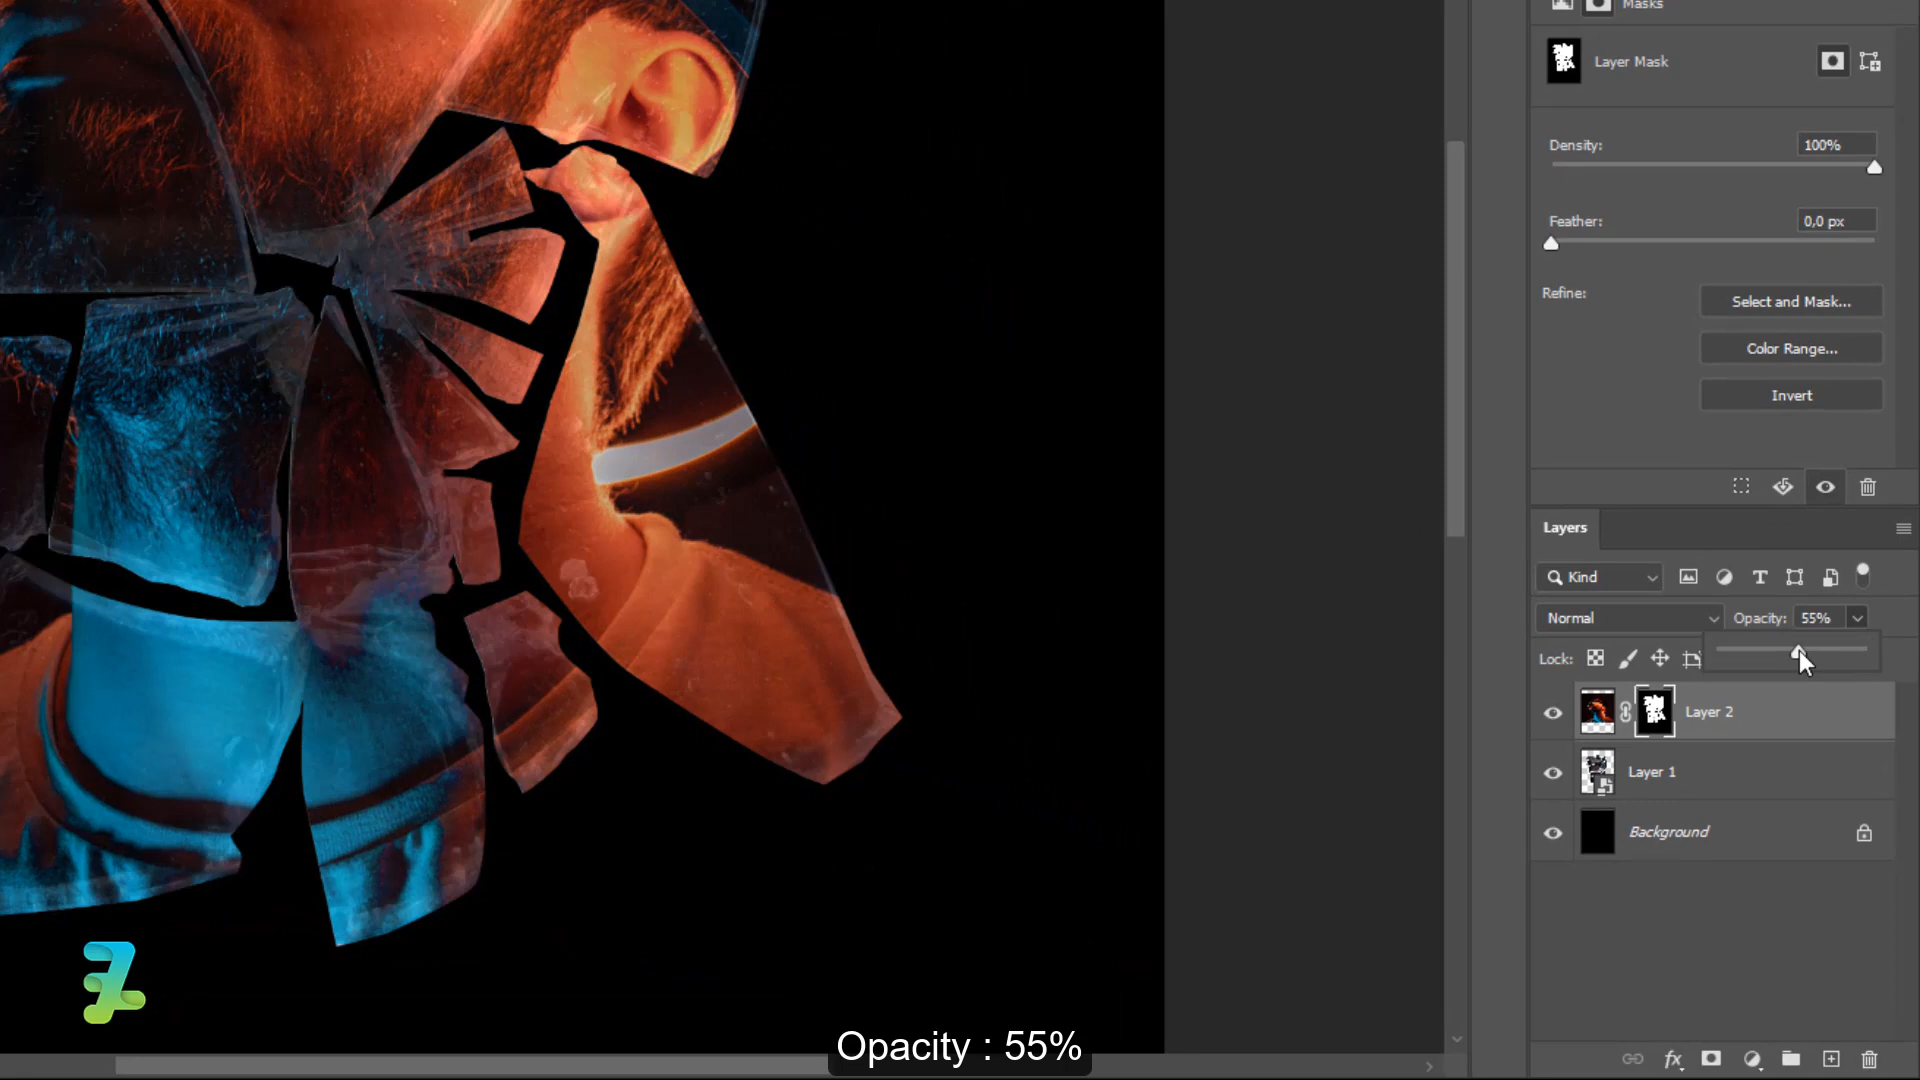 Masks
Layer Mask
Density:
100%
Feather:
0,0 px
Refine:
Select and Mask...
Color Range...
Invert
Layers
Kind
Normal
Opacity:
55%
Lock:
Layer 2
Layer 1
Background
fx
Opacity : 55%